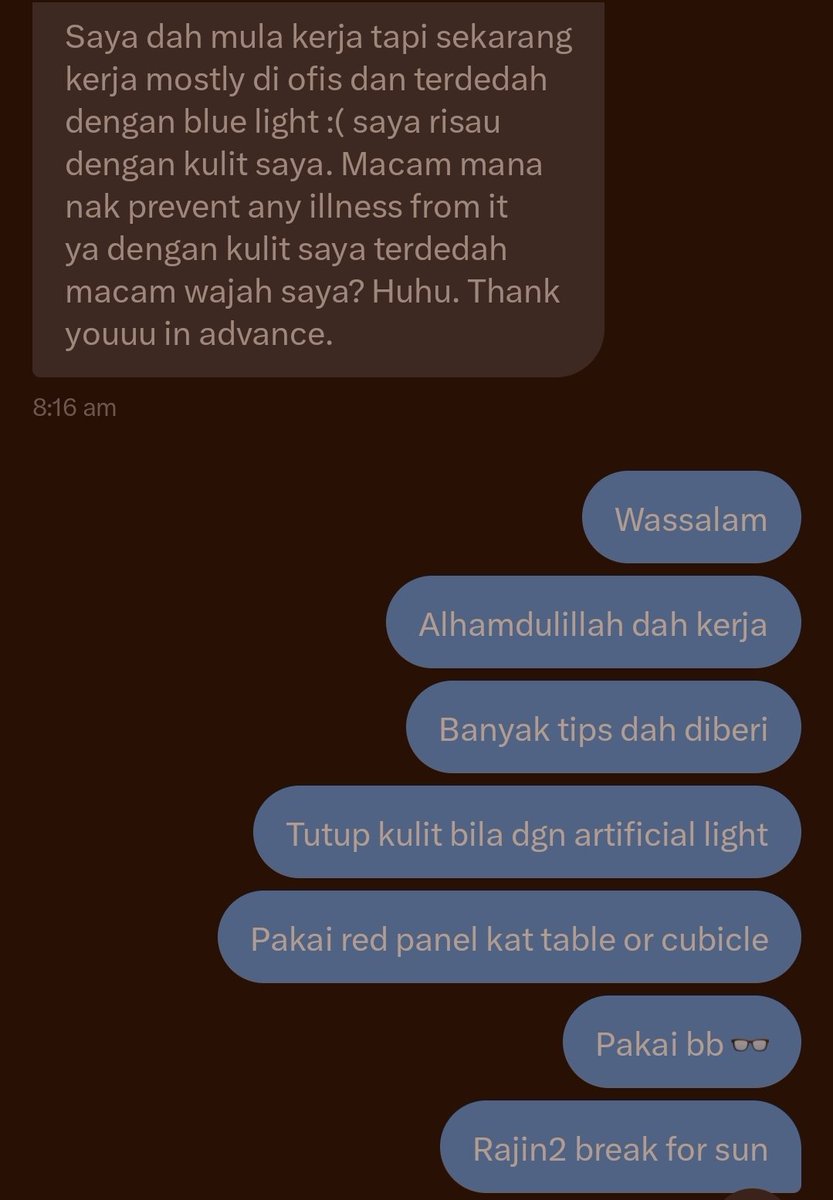 Saya dah mula kerja tapi sekarang
kerja mostly di ofis dan terdedah
dengan blue light :( saya risau
dengan kulit saya. Macam mana
nak prevent any illness from it
ya dengan kulit saya terdedah
macam wajah saya? Huhu. Thank
youuu in advance.
8:16 am
Wassalam
Alhamdulillah dah kerja
Banyak tips dah diberi
Tutup kulit bila dgn artificial light
Pakai red panel kat table or cubicle
Pakai bb 👓
Rajin2 break for sun